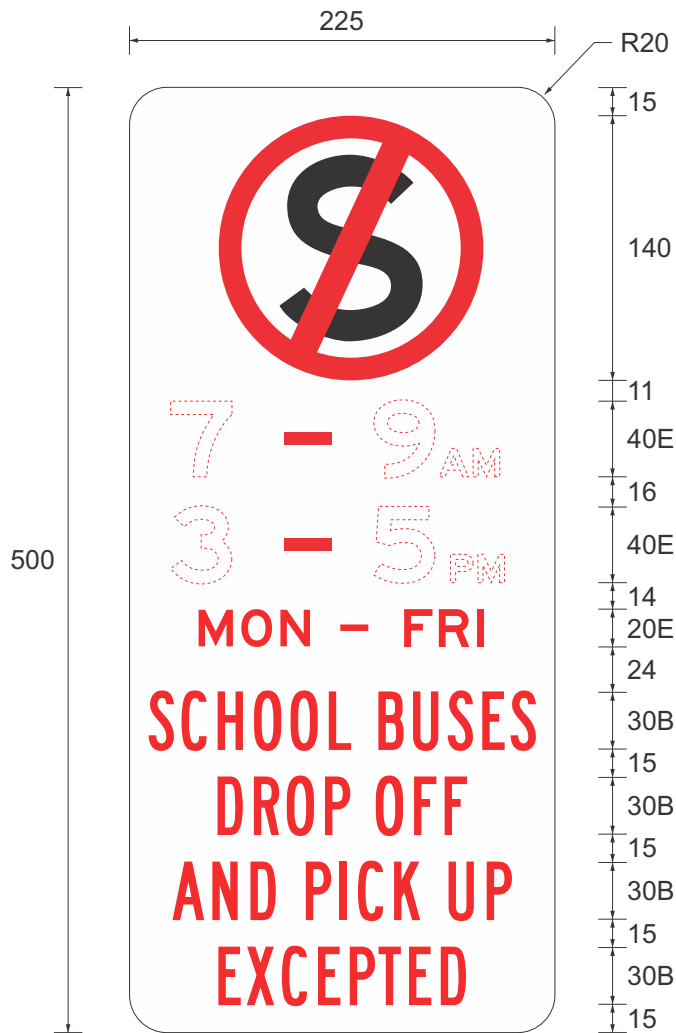 225
R20
15
S
140
11
7 - 9AM
40E
16
500
3 - 5PM
40E
14
MON - FRI
20E
24
SCHOOL BUSES
30B
15
DROP OFF
30B
15
AND PICK UP
30B
15
EXCEPTED
30B
15